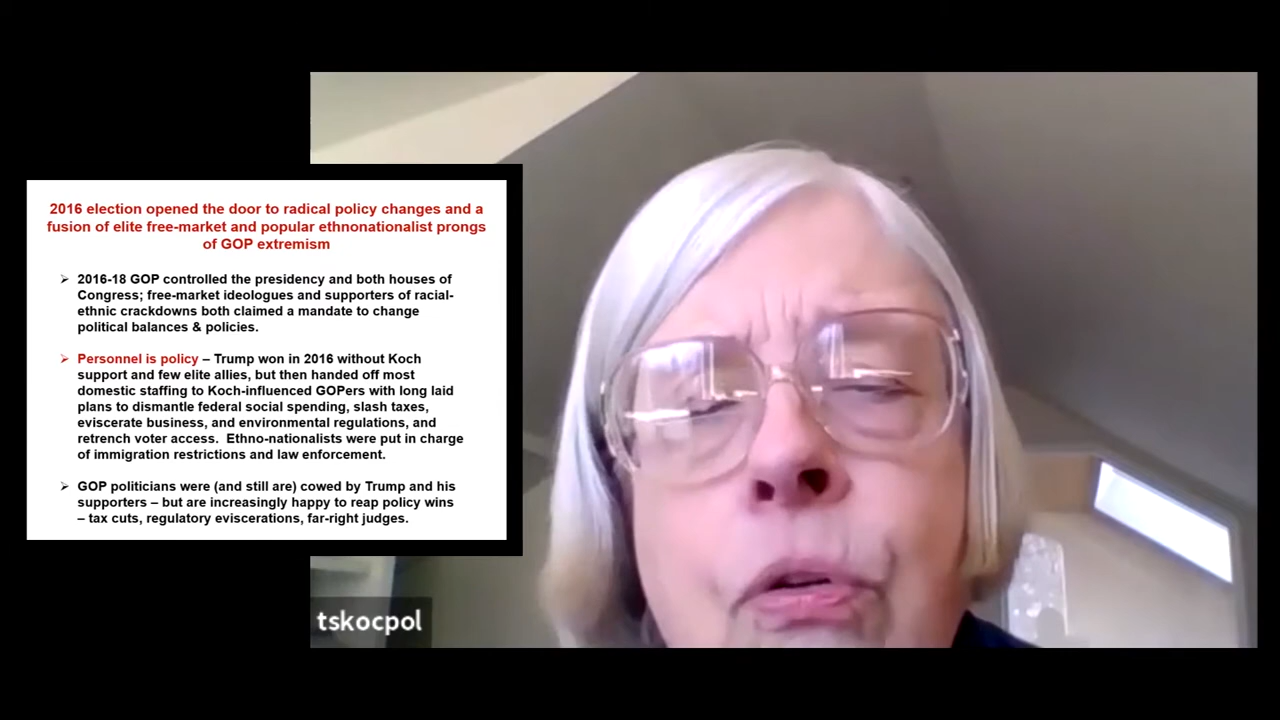 2016 election opened the door to radical policy changes and a
fusion of elite free-market and popular ethnonationalist prongs
of GOP extremism
➢ 2016-18 GOP controlled the presidency and both houses of
Congress; free-market ideologues and supporters of racial-
ethnic crackdowns both claimed a mandate to change
political balances & policies.
➢ Personnel is policy – Trump won in 2016 without Koch
support and few elite allies, but then handed off most
domestic staffing to Koch-influenced GOPers with long laid
plans to dismantle federal social spending, slash taxes,
eviscerate business, and environmental regulations, and
retrench voter access. Ethno-nationalists were put in charge
of immigration restrictions and law enforcement.
➢ GOP politicians were (and still are) cowed by Trump and his
supporters – but are increasingly happy to reap policy wins
– tax cuts, regulatory eviscerations, far-right judges.
tskocpol